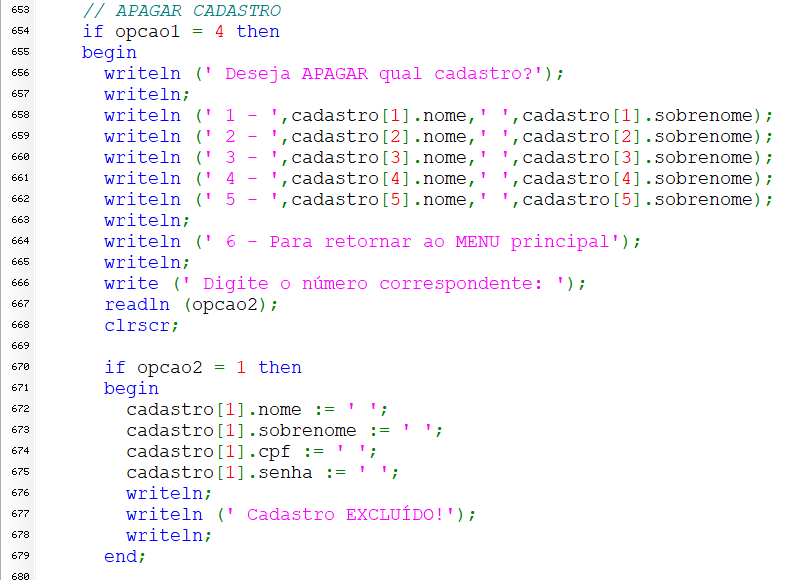 653 // APAGAR CADASTRO
654 if opcao1 = 4 then
655 begin
656 writeln (' Deseja APAGAR qual cadastro?');
657 writeln;
658 writeln (' 1 - ',cadastro[1].nome,' ',cadastro[1].sobrenome);
659 writeln (' 2 - ',cadastro[2].nome,' ',cadastro[2].sobrenome);
660 writeln (' 3 - ',cadastro[3].nome,' ',cadastro[3].sobrenome);
661 writeln (' 4 - ',cadastro[4].nome,' ',cadastro[4].sobrenome);
662 writeln (' 5 - ',cadastro[5].nome,' ',cadastro[5].sobrenome);
663 writeln;
664 writeln (' 6 - Para retornar ao MENU principal');
665 writeln;
666 write (' Digite o número correspondente: ');
667 readln (opcao2);
668 clrscr;
669
670 if opcao2 = 1 then
671 begin
672 cadastro[1].nome := ' ';
673 cadastro[1].sobrenome := ' ';
674 cadastro[1].cpf := ' ';
675 cadastro[1].senha := ' ';
676 writeln;
677 writeln (' Cadastro EXCLUÍDO!');
678 writeln;
679 end;
680